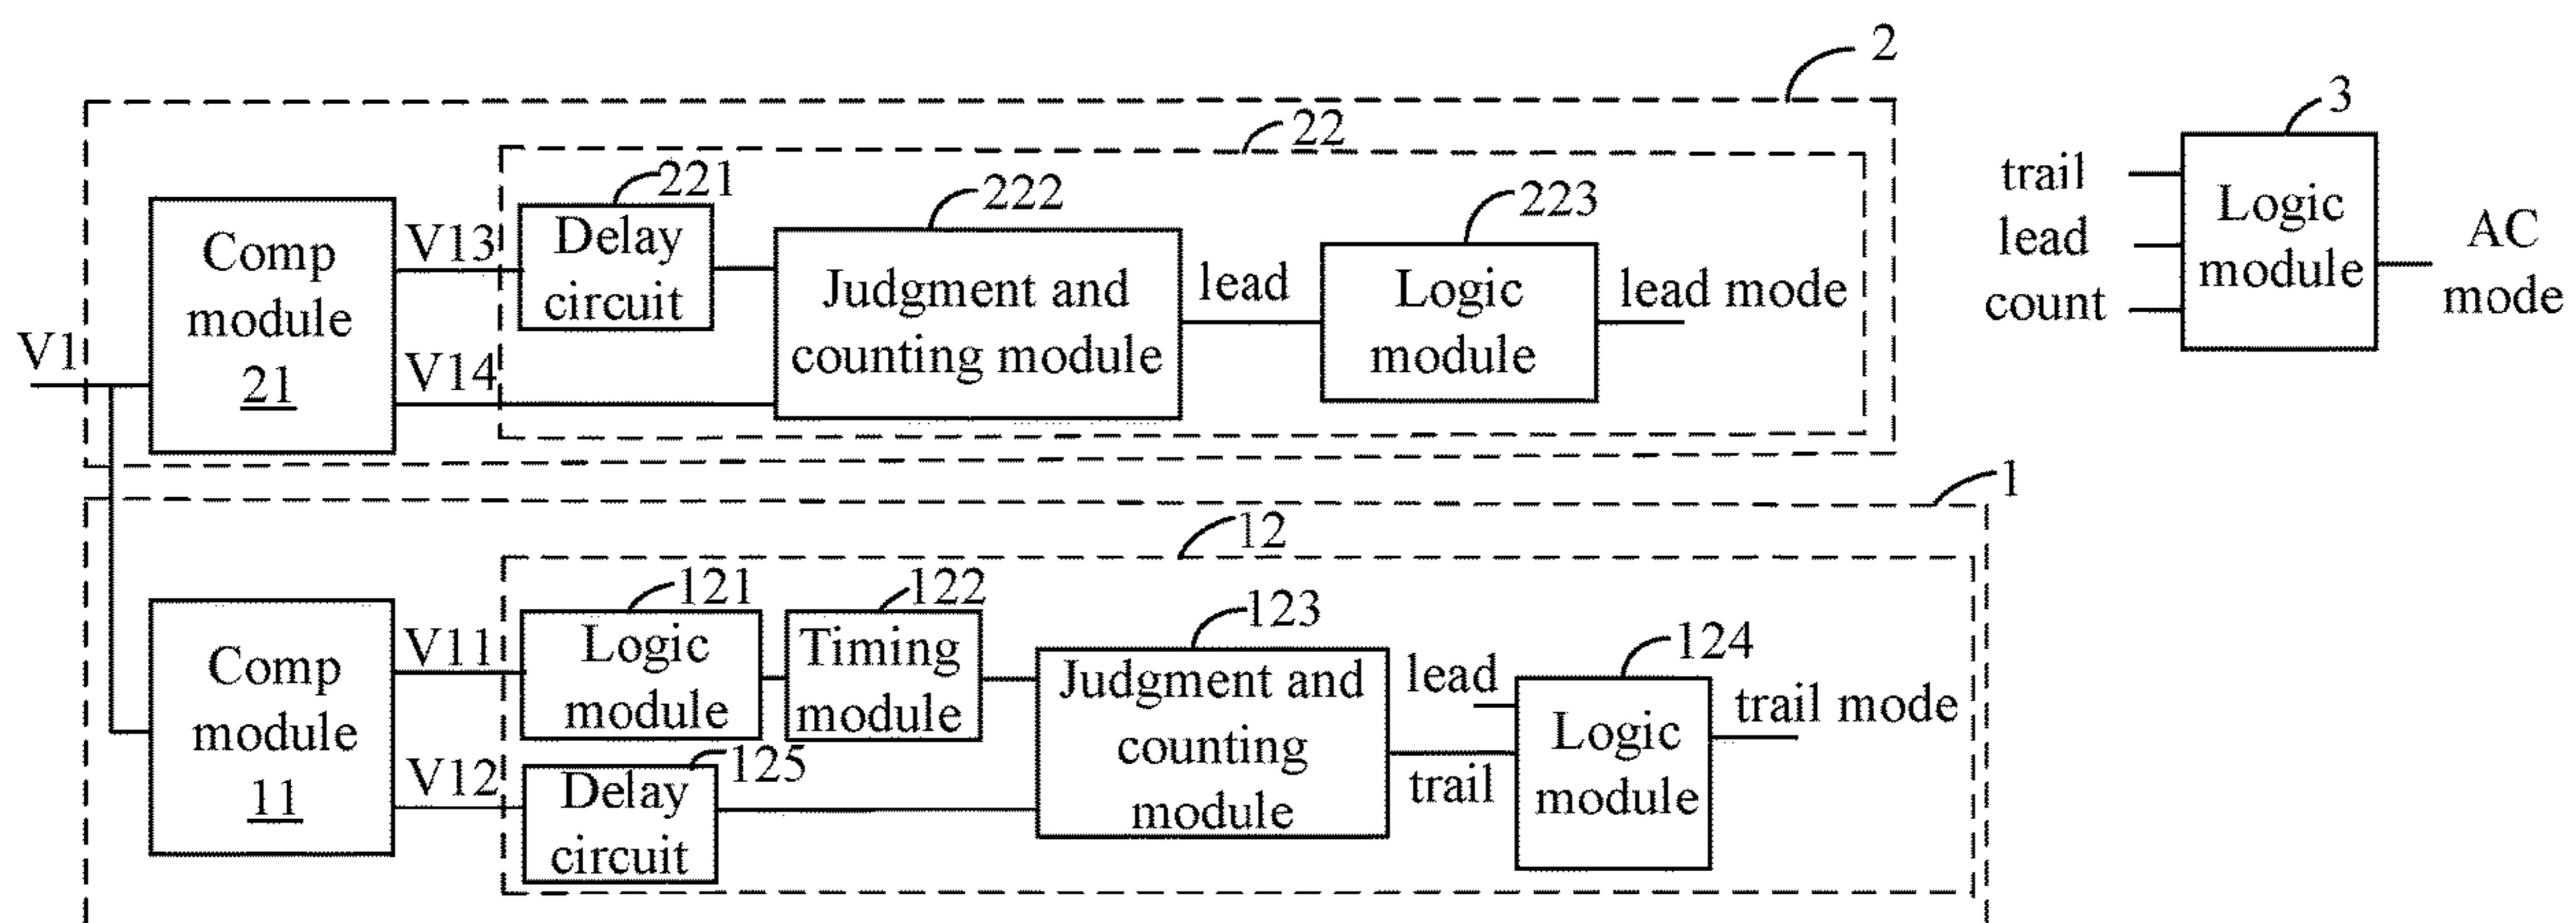 2
22
3
221
222
223
trail
lead
count
Logic
module
AC
mode
V1
Comp
module
21
V13
V14
Delay
circuit
Judgment and
counting module
lead
Logic
module
lead mode
1
12
121
122
123
124
Comp
module
11
V11
V12
Logic
module
Timing
module
125
Delay
circuit
Judgment and
counting
module
lead
trail
Logic
module
trail mode